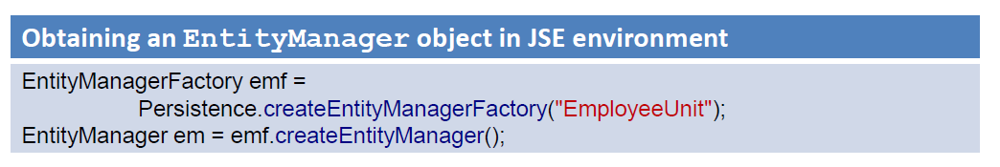 Obtaining an EntityManager object in JSE environment
EntityManagerFactory emf =
Persistence.createEntityManagerFactory("EmployeeUnit");
EntityManager em = emf.createEntityManager();